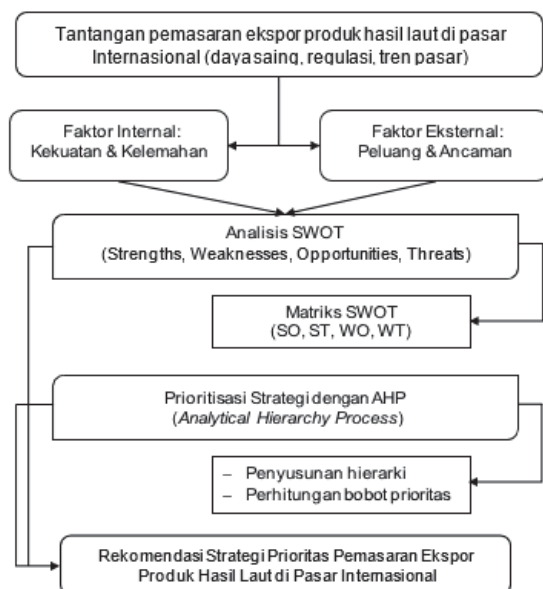 Tantangan pemasaran ekspor produk hasil laut di pasar
Internasional (daya saing, regulasi, tren pasar)
Faktor Internal:
Kekuatan & Kelemahan
Faktor Eksternal:
Peluang & Ancaman
Analisis SWOT
(Strengths, Weaknesses, Opportunities, Threats)
Matriks SWOT
(SO, ST, WO, WT)
Prioritisasi Strategi dengan AHP
(Analytical Hierarchy Process)
– Penyusunan hierarki
– Perhitungan bobot prioritas
Rekomendasi Strategi Prioritas Pemasaran Ekspor
Produk Hasil Laut di Pasar Internasional